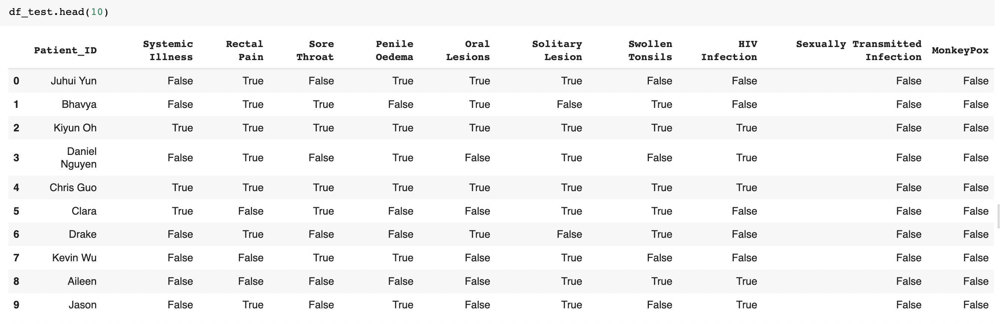 df_test.head(10)
Patient_ID Systemic Illness Rectal Pain Sore Throat Penile Oedema Oral Lesions Solitary Lesion Swollen Tonsils HIV Infection Sexually Transmitted Infection MonkeyPox
0 Juhui Yun False True False True True True False False False False
1 Bhavya False True True False True False True False False False
2 Kiyun Oh True True True True True True True True False False
3 Daniel Nguyen False True False True False True False True False False
4 Chris Guo True True True True True True True True False False
5 Clara True False True False False True True False False False
6 Drake False True False False True False True False False False
7 Kevin Wu False False True True False True False False False False
8 Aileen False False False False False True True True False False
9 Jason False True False True False True False True False False